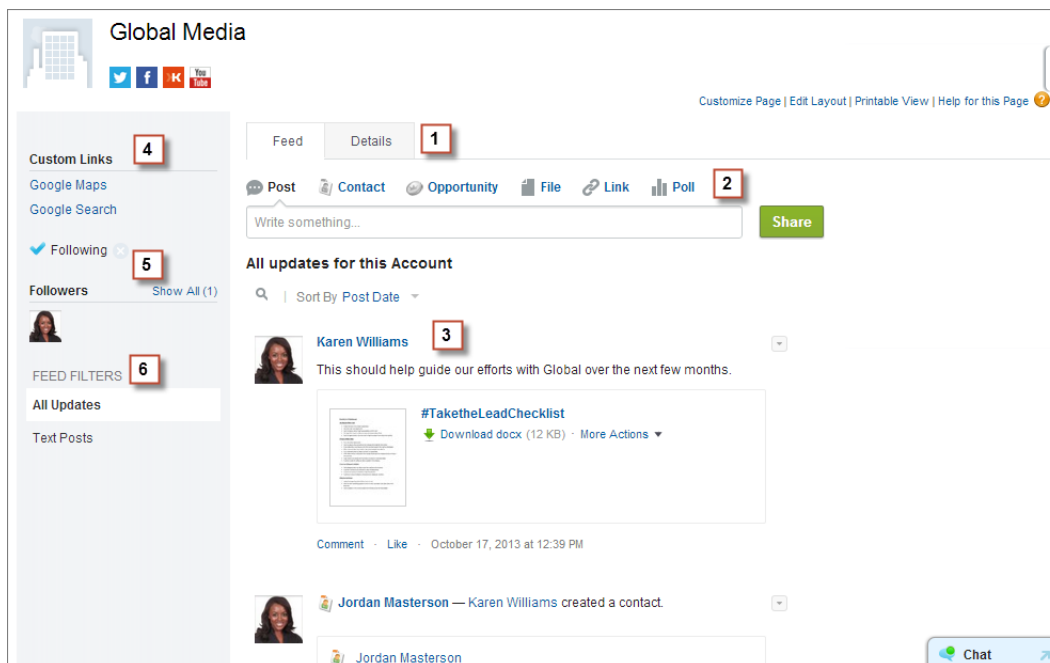 Global Media
You Tube
Customize Page | Edit Layout | Printable View | Help for this Page ?
4
Custom Links
Google Maps
Google Search
Following
5
Followers Show All (1)
6
FEED FILTERS
All Updates
Text Posts
Feed Details 1
Post Contact Opportunity File Link Poll 2
Write something... Share
All updates for this Account
Sort By Post Date
Karen Williams 3
This should help guide our efforts with Global over the next few months.
#TaketheLeadChecklist
Download docx (12 KB) · More Actions
Comment · Like · October 17, 2013 at 12:39 PM
Jordan Masterson — Karen Williams created a contact.
Jordan Masterson
Chat